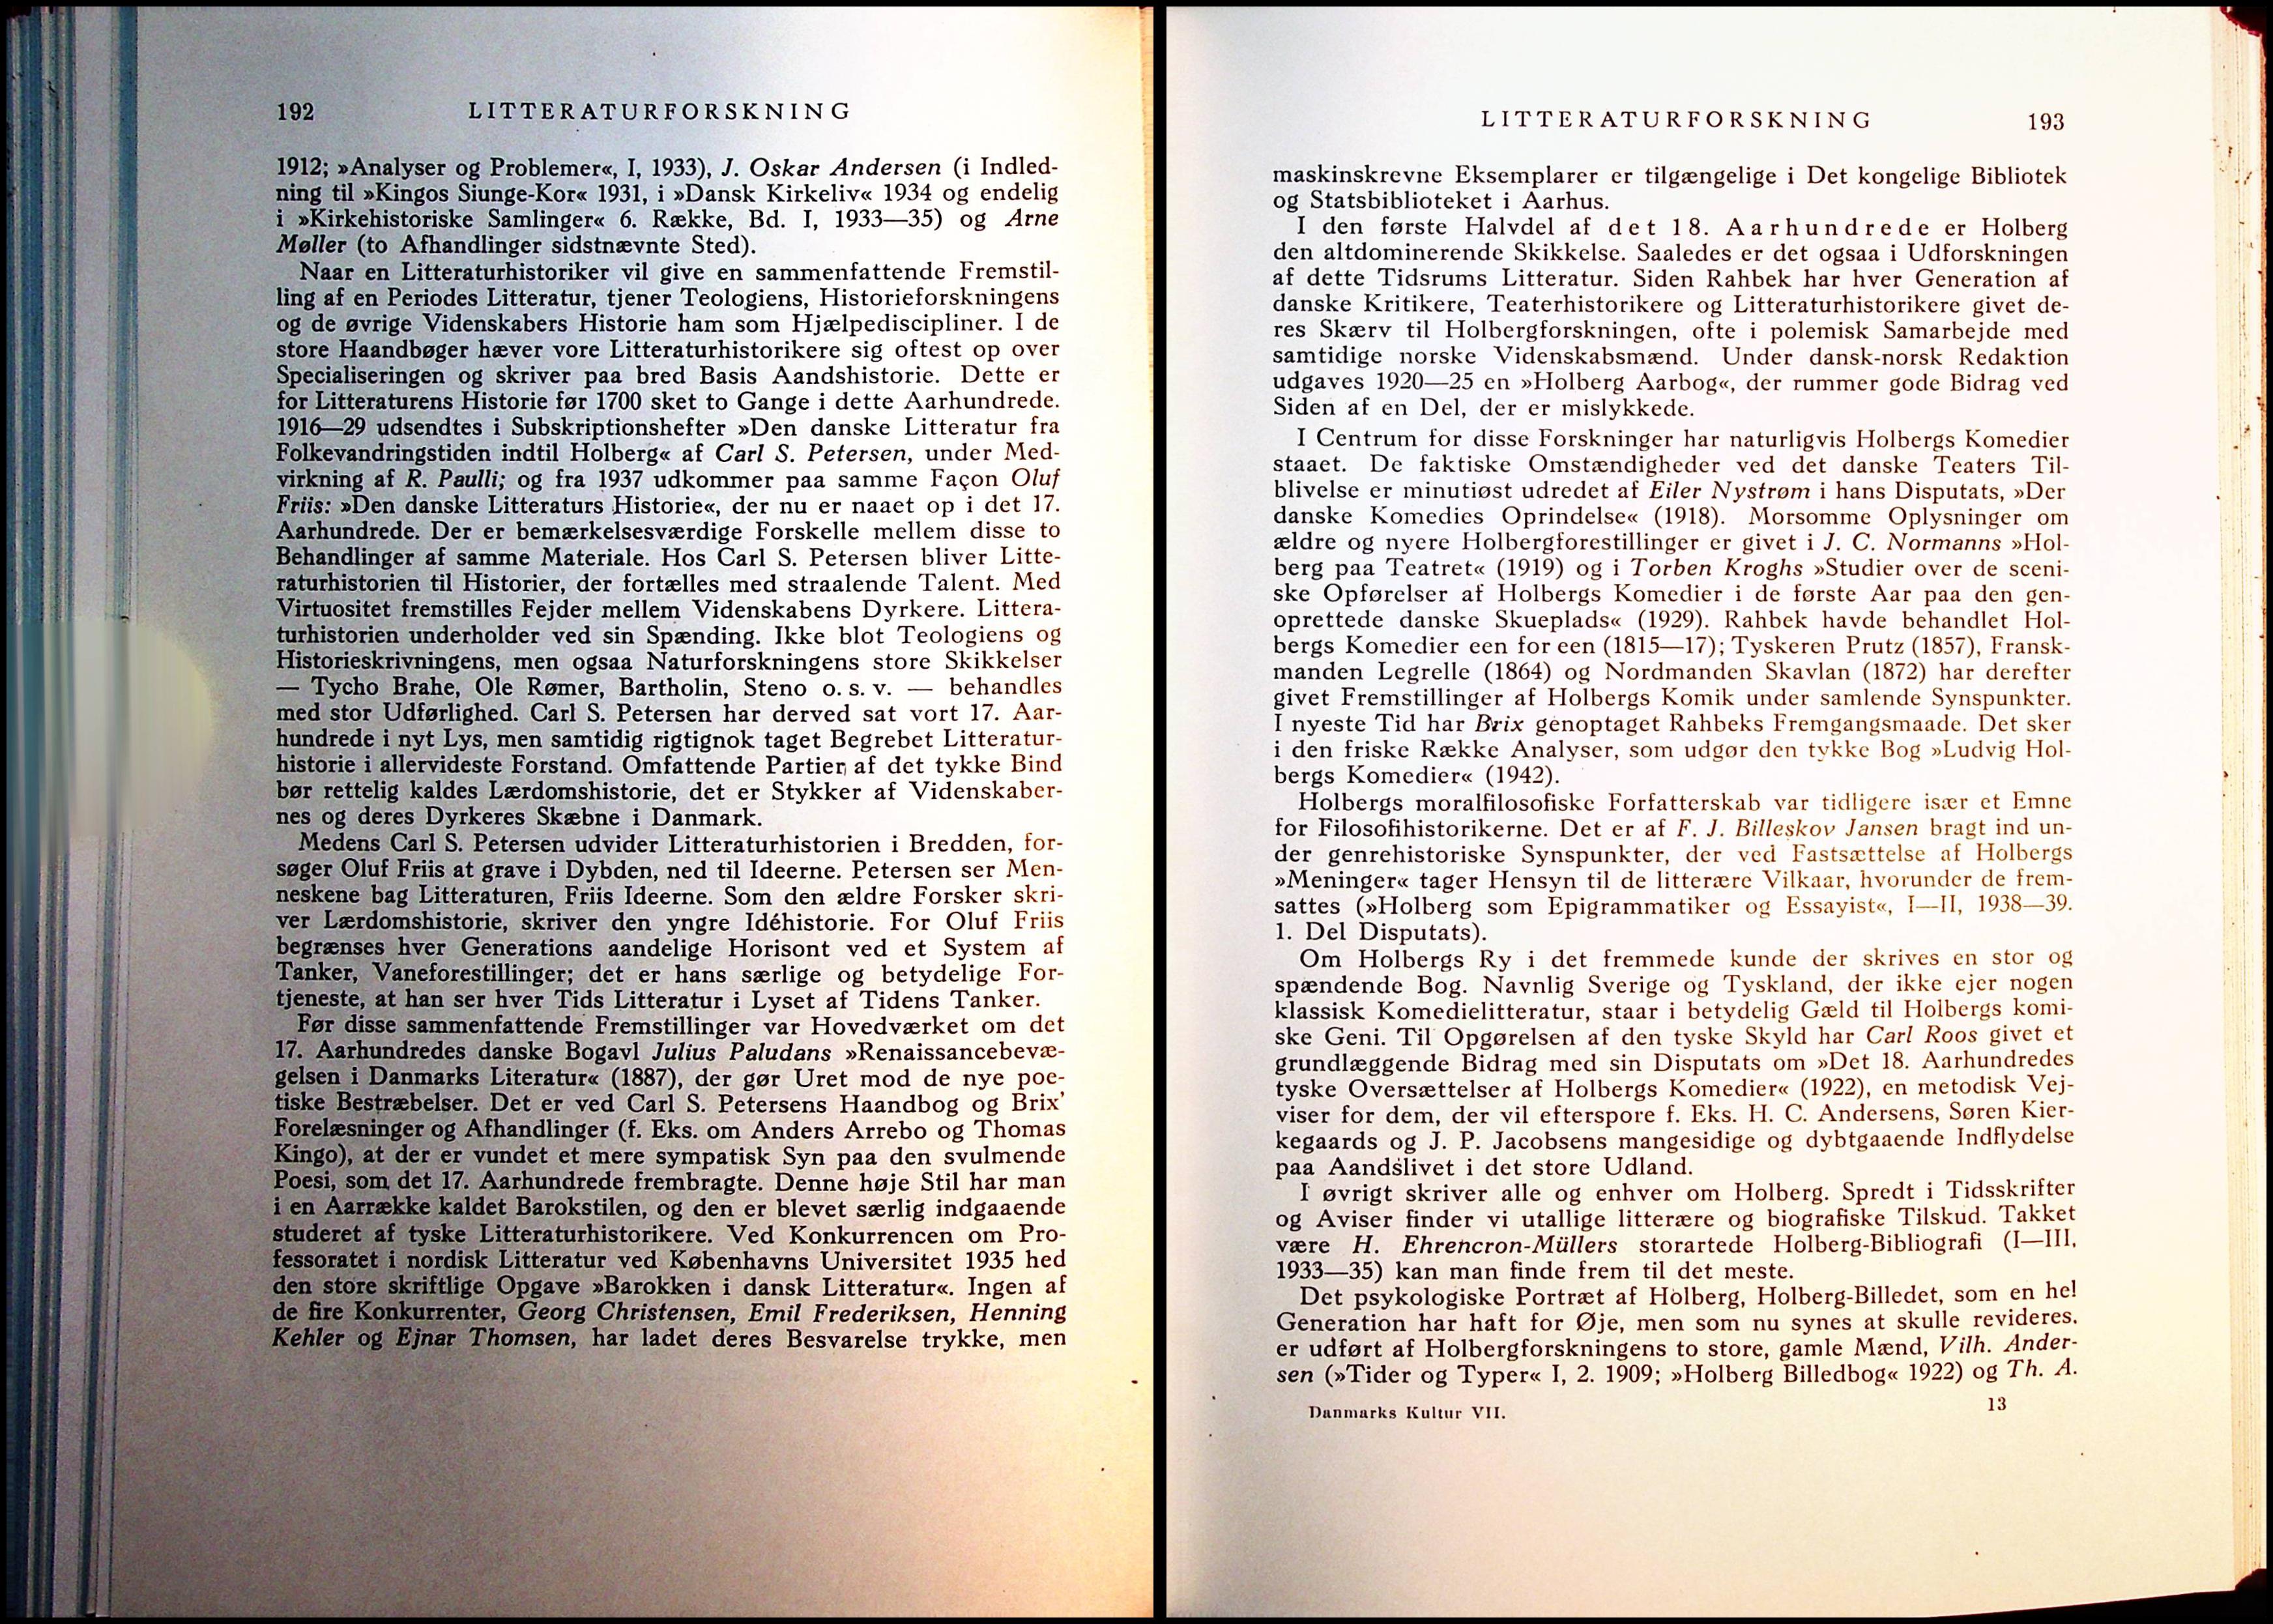 192 LITTERATURFORSKNING
1912; »Analyser og Problemer«, I, 1933), J. Oskar Andersen (i Indled-
ning til »Kingos Siunge-Kor« 1931, i »Dansk Kirkeliv« 1934 og endelig
i »Kirkehistoriske Samlinger« 6. Række, Bd. I, 1933—35) og Arne
Møller (to Afhandlinger sidstnævnte Sted).
Naar en Litteraturhistoriker vil give en sammenfattende Fremstil-
ling af en Periodes Litteratur, tjener Teologiens, Historieforskningens
og de øvrige Videnskabers Historie ham som Hjælpediscipliner. I de
store Haandbøger hæver vore Litteraturhistorikere sig oftest op over
Specialiseringen og skriver paa bred Basis Aandshistorie. Dette er
for Litteraturens Historie før 1700 sket to Gange i dette Aarhundrede.
1916—29 udsendtes i Subskriptionshefter »Den danske Litteratur fra
Folkevandringstiden indtil Holberg« af Carl S. Petersen, under Med-
virkning af R. Paulli; og fra 1937 udkommer paa samme Façon Oluf
Friis: »Den danske Litteraturs Historie«, der nu er naaet op i det 17.
Aarhundrede. Der er bemærkelsesværdige Forskelle mellem disse to
Behandlinger af samme Materiale. Hos Carl S. Petersen bliver Litte-
raturhistorien til Historier, der fortælles med straalende Talent. Med
Virtuositet fremstilles Fejder mellem Videnskabens Dyrkere. Littera-
turhistorien underholder ved sin Spænding. Ikke blot Teologiens og
Historieskrivningens, men ogsaa Naturforskningens store Skikkelser
— Tycho Brahe, Ole Rømer, Bartholin, Steno o. s. v. — behandles
med stor Udførlighed. Carl S. Petersen har derved sat vort 17. Aar-
hundrede i nyt Lys, men samtidig rigtignok taget Begrebet Litteratur-
historie i allervideste Forstand. Omfattende Partier af det tykke Bind
bør rettelig kaldes Lærdomshistorie, det er Stykker af Videnskaber-
nes og deres Dyrkeres Skæbne i Danmark.
Medens Carl S. Petersen udvider Litteraturhistorien i Bredden, for-
søger Oluf Friis at grave i Dybden, ned til Ideerne. Petersen ser Men-
neskene bag Litteraturen, Friis Ideerne. Som den ældre Forsker skri-
ver Lærdomshistorie, skriver den yngre Idéhistorie. For Oluf Friis
begrænses hver Generations aandelige Horisont ved et System af
Tanker, Vaneforestillinger; det er hans særlige og betydelige For-
tjeneste, at han ser hver Tids Litteratur i Lyset af Tidens Tanker.
Før disse sammenfattende Fremstillinger var Hovedværket om det
17. Aarhundredes danske Bogavl Julius Paludans »Renaissancebevæ-
gelsen i Danmarks Literatur« (1887), der gør Uret mod de nye poe-
tiske Bestræbelser. Det er ved Carl S. Petersens Haandbog og Brix'
Forelæsninger og Afhandlinger (f. Eks. om Anders Arrebo og Thomas
Kingo), at der er vundet et mere sympatisk Syn paa den svulmende
Poesi, som det 17. Aarhundrede frembragte. Denne høje Stil har man
i en Aarrække kaldet Barokstilen, og den er blevet særlig indgaaende
studeret af tyske Litteraturhistorikere. Ved Konkurrencen om Pro-
fessoratet i nordisk Litteratur ved Københavns Universitet 1935 hed
den store skriftlige Opgave »Barokken i dansk Litteratur«. Ingen af
de fire Konkurrenter, Georg Christensen, Emil Frederiksen, Henning
Kehler og Ejnar Thomsen, har ladet deres Besvarelse trykke, men
LITTERATURFORSKNING 193
maskinskrevne Eksemplarer er tilgængelige i Det kongelige Bibliotek
og Statsbiblioteket i Aarhus.
I den første Halvdel af det 18. Aarhundrede er Holberg
den altdominerende Skikkelse. Saaledes er det ogsaa i Udforskningen
af dette Tidsrums Litteratur. Siden Rahbek har hver Generation af
danske Kritikere, Teaterhistorikere og Litteraturhistorikere givet de-
res Skærv til Holbergforskningen, ofte i polemisk Samarbejde med
samtidige norske Videnskabsmænd. Under dansk-norsk Redaktion
udgaves 1920—25 en »Holberg Aarbog«, der rummer gode Bidrag ved
Siden af en Del, der er mislykkede.
I Centrum for disse Forskninger har naturligvis Holbergs Komedier
staaet. De faktiske Omstændigheder ved det danske Teaters Til-
blivelse er minutiøst udredet af Eiler Nystrøm i hans Disputats, »Der
danske Komedies Oprindelse« (1918). Morsomme Oplysninger om
ældre og nyere Holbergforestillinger er givet i J. C. Normanns »Hol-
berg paa Teatret« (1919) og i Torben Kroghs »Studier over de sceni-
ske Opførelser af Holbergs Komedier i de første Aar paa den gen-
oprettede danske Skueplads« (1929). Rahbek havde behandlet Hol-
bergs Komedier een for een (1815—17); Tyskeren Prutz (1857), Fransk-
manden Legrelle (1864) og Nordmanden Skavlan (1872) har derefter
givet Fremstillinger af Holbergs Komik under samlende Synspunkter.
I nyeste Tid har Brix genoptaget Rahbeks Fremgangsmaade. Det sker
i den friske Række Analyser, som udgør den tykke Bog »Ludvig Hol-
bergs Komedier« (1942).
Holbergs moralfilosofiske Forfatterskab var tidligere især et Emne
for Filosofihistorikerne. Det er af F. J. Billeskov Jansen bragt ind un-
der genrehistoriske Synspunkter, der ved Fastsættelse af Holbergs
»Meninger« tager Hensyn til de litterære Vilkaar, hvorunder de frem-
sattes (»Holberg som Epigrammatiker og Essayist«, I—II, 1938—39.
1. Del Disputats).
Om Holbergs Ry i det fremmede kunde der skrives en stor og
spændende Bog. Navnlig Sverige og Tyskland, der ikke ejer nogen
klassisk Komedielitteratur, staar i betydelig Gæld til Holbergs komi-
ske Geni. Til Opgørelsen af den tyske Skyld har Carl Roos givet et
grundlæggende Bidrag med sin Disputats om »Det 18. Aarhundredes
tyske Oversættelser af Holbergs Komedier« (1922), en metodisk Vej-
viser for dem, der vil efterspore f. Eks. H. C. Andersens, Søren Kier-
kegaards og J. P. Jacobsens mangesidige og dybtgaaende Indflydelse
paa Aandslivet i det store Udland.
I øvrigt skriver alle og enhver om Holberg. Spredt i Tidsskrifter
og Aviser finder vi utallige litterære og biografiske Tilskud. Takket
være H. Ehrencron-Müllers storartede Holberg-Bibliografi (I—III,
1933—35) kan man finde frem til det meste.
Det psykologiske Portræt af Holberg, Holberg-Billedet, som en hel
Generation har haft for Øje, men som nu synes at skulle revideres,
er udført af Holbergforskningens to store, gamle Mænd, Vilh. Ander-
sen (»Tider og Typer« I, 2. 1909; »Holberg Billedbog« 1922) og Th. A.
Danmarks Kultur VII. 13